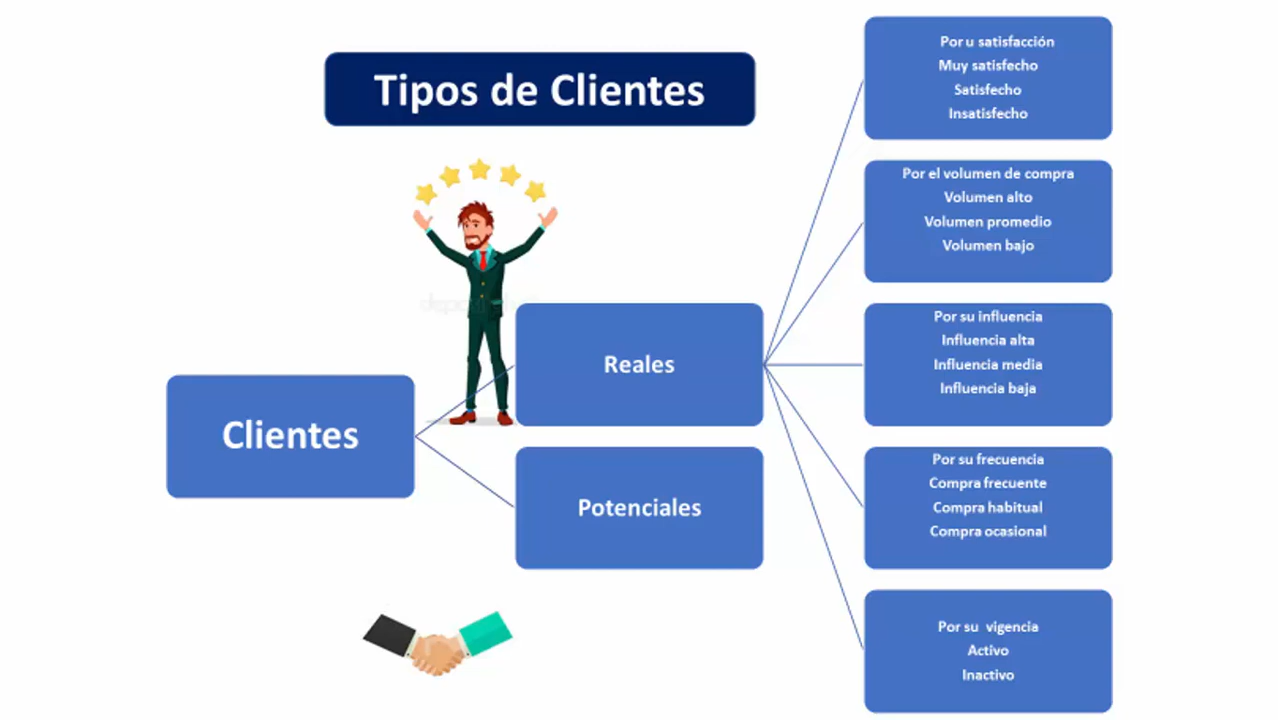 Tipos de Clientes
Clientes
Reales
Potenciales
Por u satisfacción
Muy satisfecho
Satisfecho
Insatisfecho
Por el volumen de compra
Volumen alto
Volumen promedio
Volumen bajo
Por su influencia
Influencia alta
Influencia media
Influencia baja
Por su frecuencia
Compra frecuente
Compra habitual
Compra ocasional
Por su vigencia
Activo
Inactivo